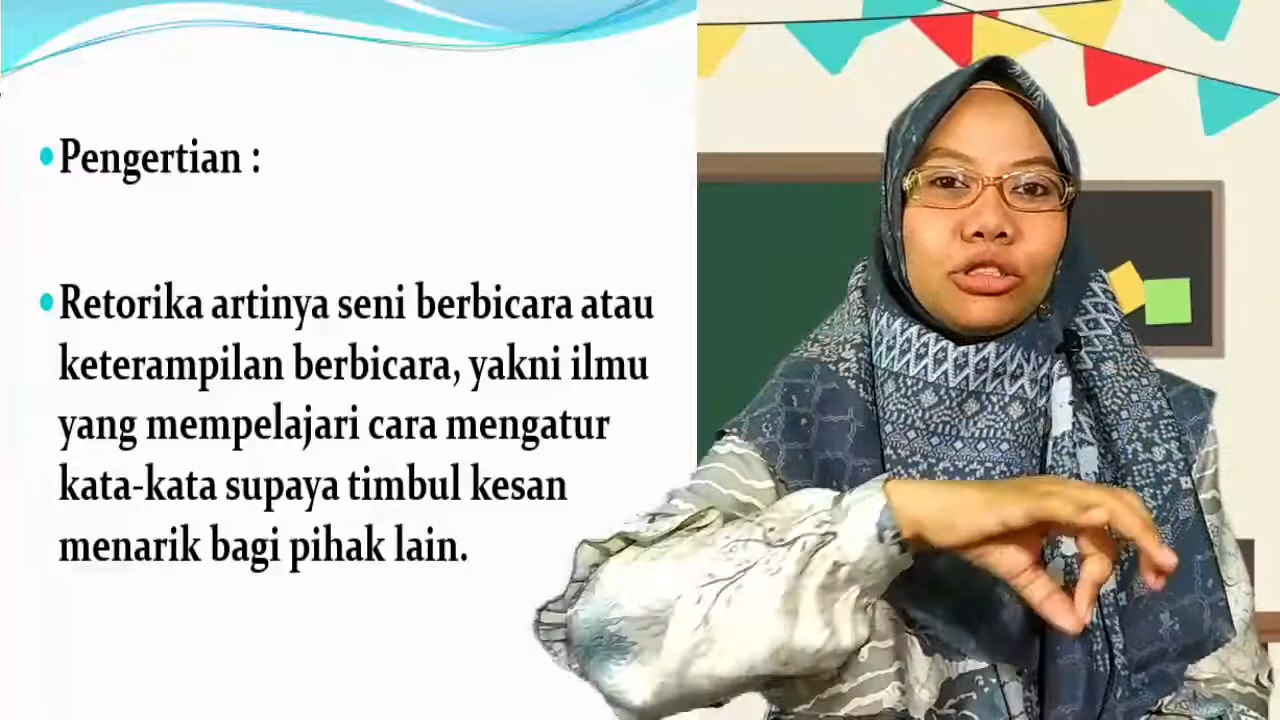 Pengertian :
Retorika artinya seni berbicara atau
keterampilan berbicara, yakni ilmu
yang mempelajari cara mengatur
kata-kata supaya timbul kesan
menarik bagi pihak lain.